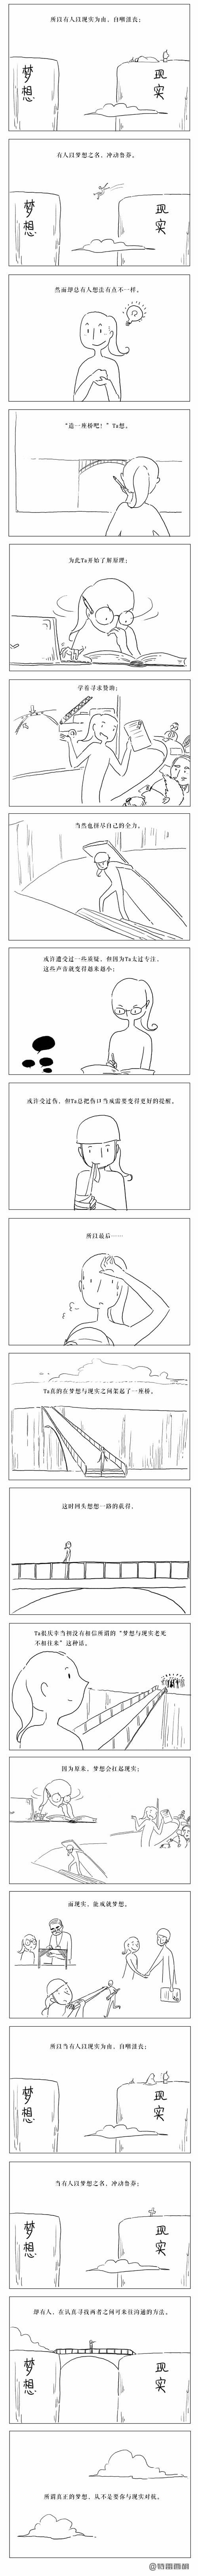 所以有人以现实为由，自嘲沮丧；
梦想
现实
有人以梦想之名，冲动鲁莽。
梦想
现实
然而却总有人想法有点不一样。
“造一座桥吧！”Ta想。
为此Ta开始了解原理；
学着寻求赞助；
当然也拼尽自己的全力。
或许遭受过一些质疑，但因为Ta太过专注，
这些声音就变得越来越小；
或许受过伤，但Ta总把伤口当成需要变得更好的提醒。
所以最后——
Ta真的在梦想与现实之间架起了一座桥。
这时回头想想一路的获得，
Ta很庆幸当初没有相信所谓的“梦想与现实老死
不相往来”这种话。
因为原来，梦想会扛起现实；
而现实，能成就梦想。
所以当有人以现实为由，自嘲沮丧；
梦想
现实
当有人以梦想之名，冲动鲁莽；
梦想
现实
却有人，在认真寻找两者之间可来往沟通的方法。
梦想
现实
所谓真正的梦想，从不是要你与现实对抗。